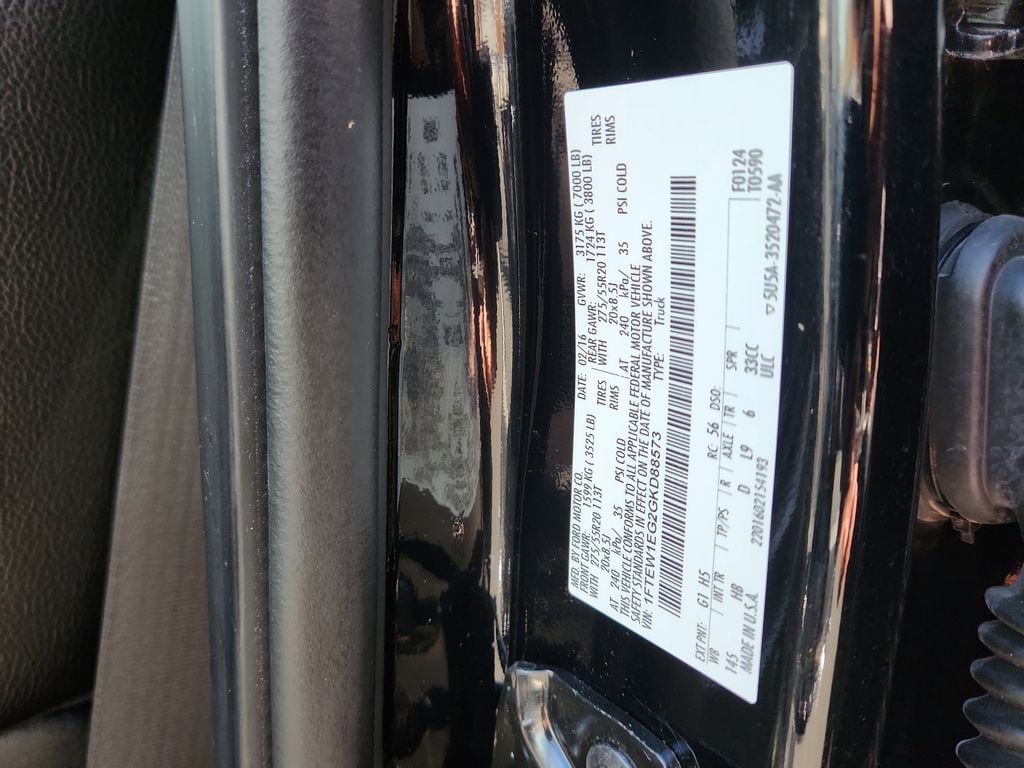 MFD. BY FORD MOTOR CO.
DATE: 02/16 GVWR: 3175 KG ( 7000 LB)
FRONT GAWR: 1599 KG ( 3525 LB)
REAR GAWR: 1724 KG ( 3800 LB)
WITH 275/55R20 113T TIRES
WITH 275/55R20 113T TIRES
20x8.5J RIMS
20x8.5J RIMS
AT 240 kPa/ 35 PSI COLD
AT 240 kPa/ 35 PSI COLD
THIS VEHICLE CONFORMS TO ALL APPLICABLE FEDERAL MOTOR VEHICLE
SAFETY STANDARDS IN EFFECT ON THE DATE OF MANUFACTURE SHOWN ABOVE.
VIN: 1FTEW1EG2GKD88573 TYPE: Truck
EXT PNT: G1 H5 RC: 56 DSO: F0124
WB INT TR TP/PS R AXLE TR SPR T0590
145 HB D L9 6 33CC
MADE IN U.S.A. 2201602154193 ULC ▽5U5A-3520472-AA